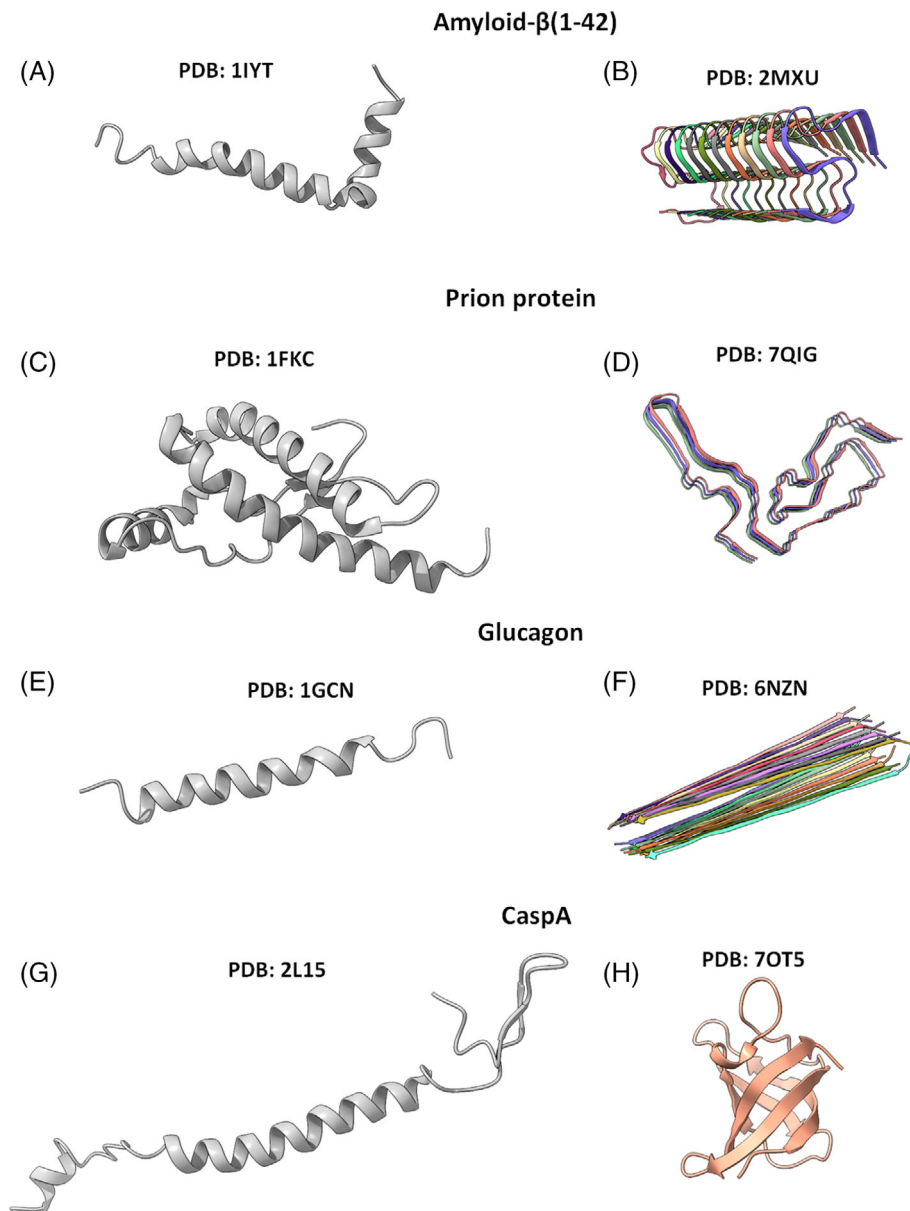 Amyloid-β(1-42)
(A)
PDB: 1IYT
(B)
PDB: 2MXU
Prion protein
(C)
PDB: 1FKC
(D)
PDB: 7QIG
Glucagon
(E)
PDB: 1GCN
(F)
PDB: 6NZN
CaspA
(G)
PDB: 2L15
(H)
PDB: 7OT5